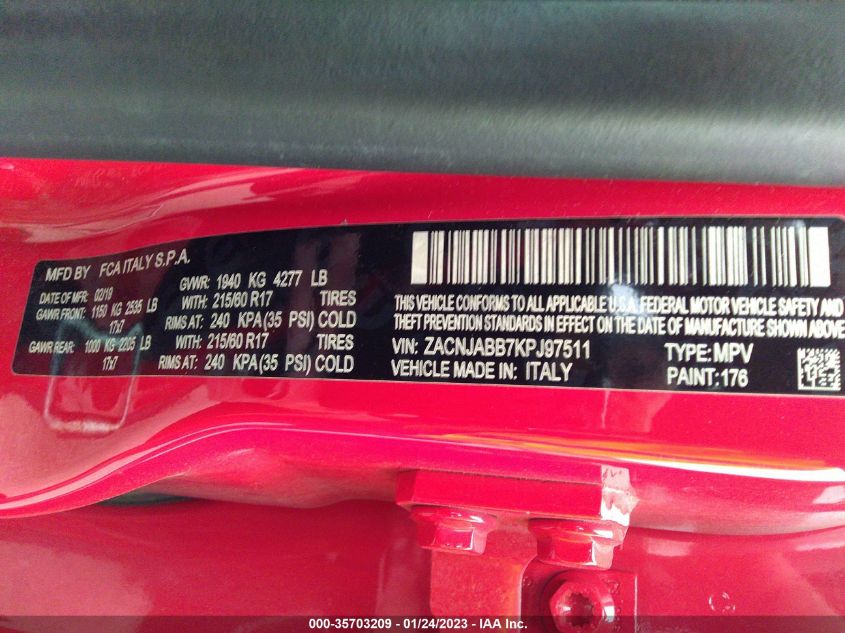 MFD BY FCA ITALY S.P.A.
DATE OF MFR: 02/19 GVWR: 1940 KG 4277 LB
GAWR FRONT: 1150 KG 2535 LB WITH: 215/60 R17 TIRES
17x7 RIMS AT: 240 KPA(35 PSI) COLD
GAWR REAR: 1000 KG 2205 LB WITH: 215/60 R17 TIRES
17x7 RIMS AT: 240 KPA(35 PSI) COLD
THIS VEHICLE CONFORMS TO ALL APPLICABLE U.S.A. FEDERAL MOTOR VEHICLE SAFETY AND
THEFT PREVENTION STANDARDS IN EFFECT ON THE DATE OF MANUFACTURE SHOWN ABOVE
VIN: ZACNJABB7KPJ97511 TYPE: MPV
VEHICLE MADE IN: ITALY PAINT: 176
000-35703209 - 01/24/2023 - IAA Inc.